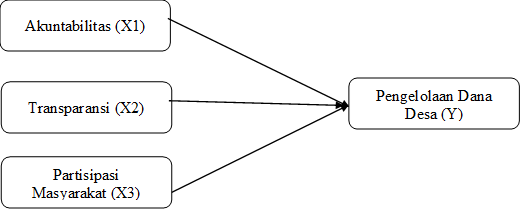 Akuntabilitas (X1)
Transparansi (X2)
Partisipasi
Masyarakat (X3)
Pengelolaan Dana
Desa (Y)